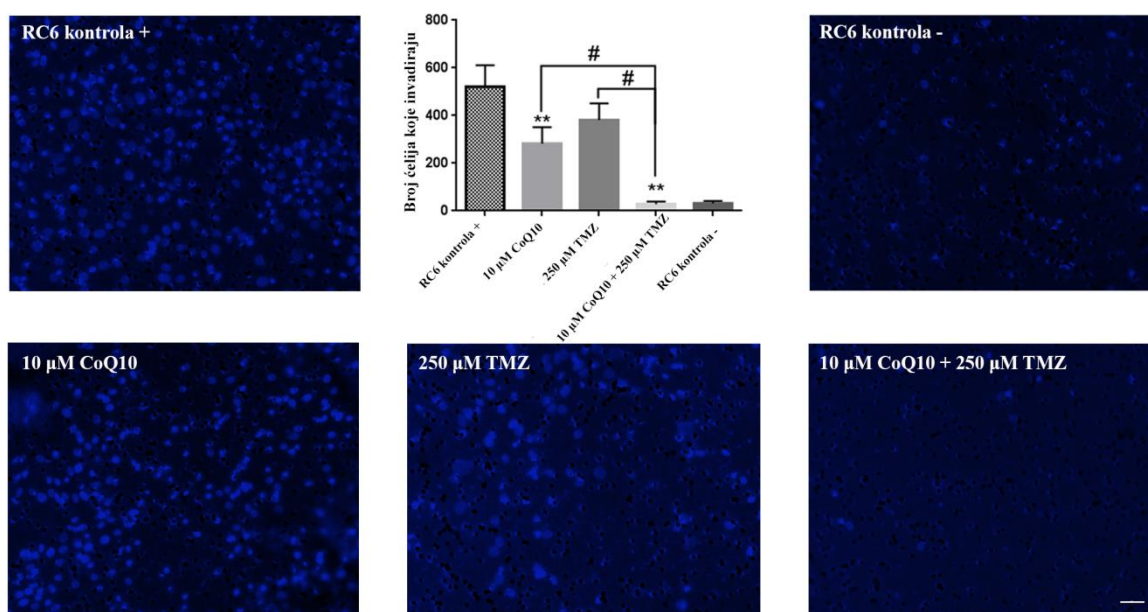 RC6 kontrola +
800
600
400
200
0
Broj ćelija koje invadiraju
#
#
**
**
RC6 kontrola +
10 µM CoQ10
250 µM TMZ
10 µM CoQ10 + 250 µM TMZ
RC6 kontrola -
RC6 kontrola -
10 µM CoQ10
250 µM TMZ
10 µM CoQ10 + 250 µM TMZ